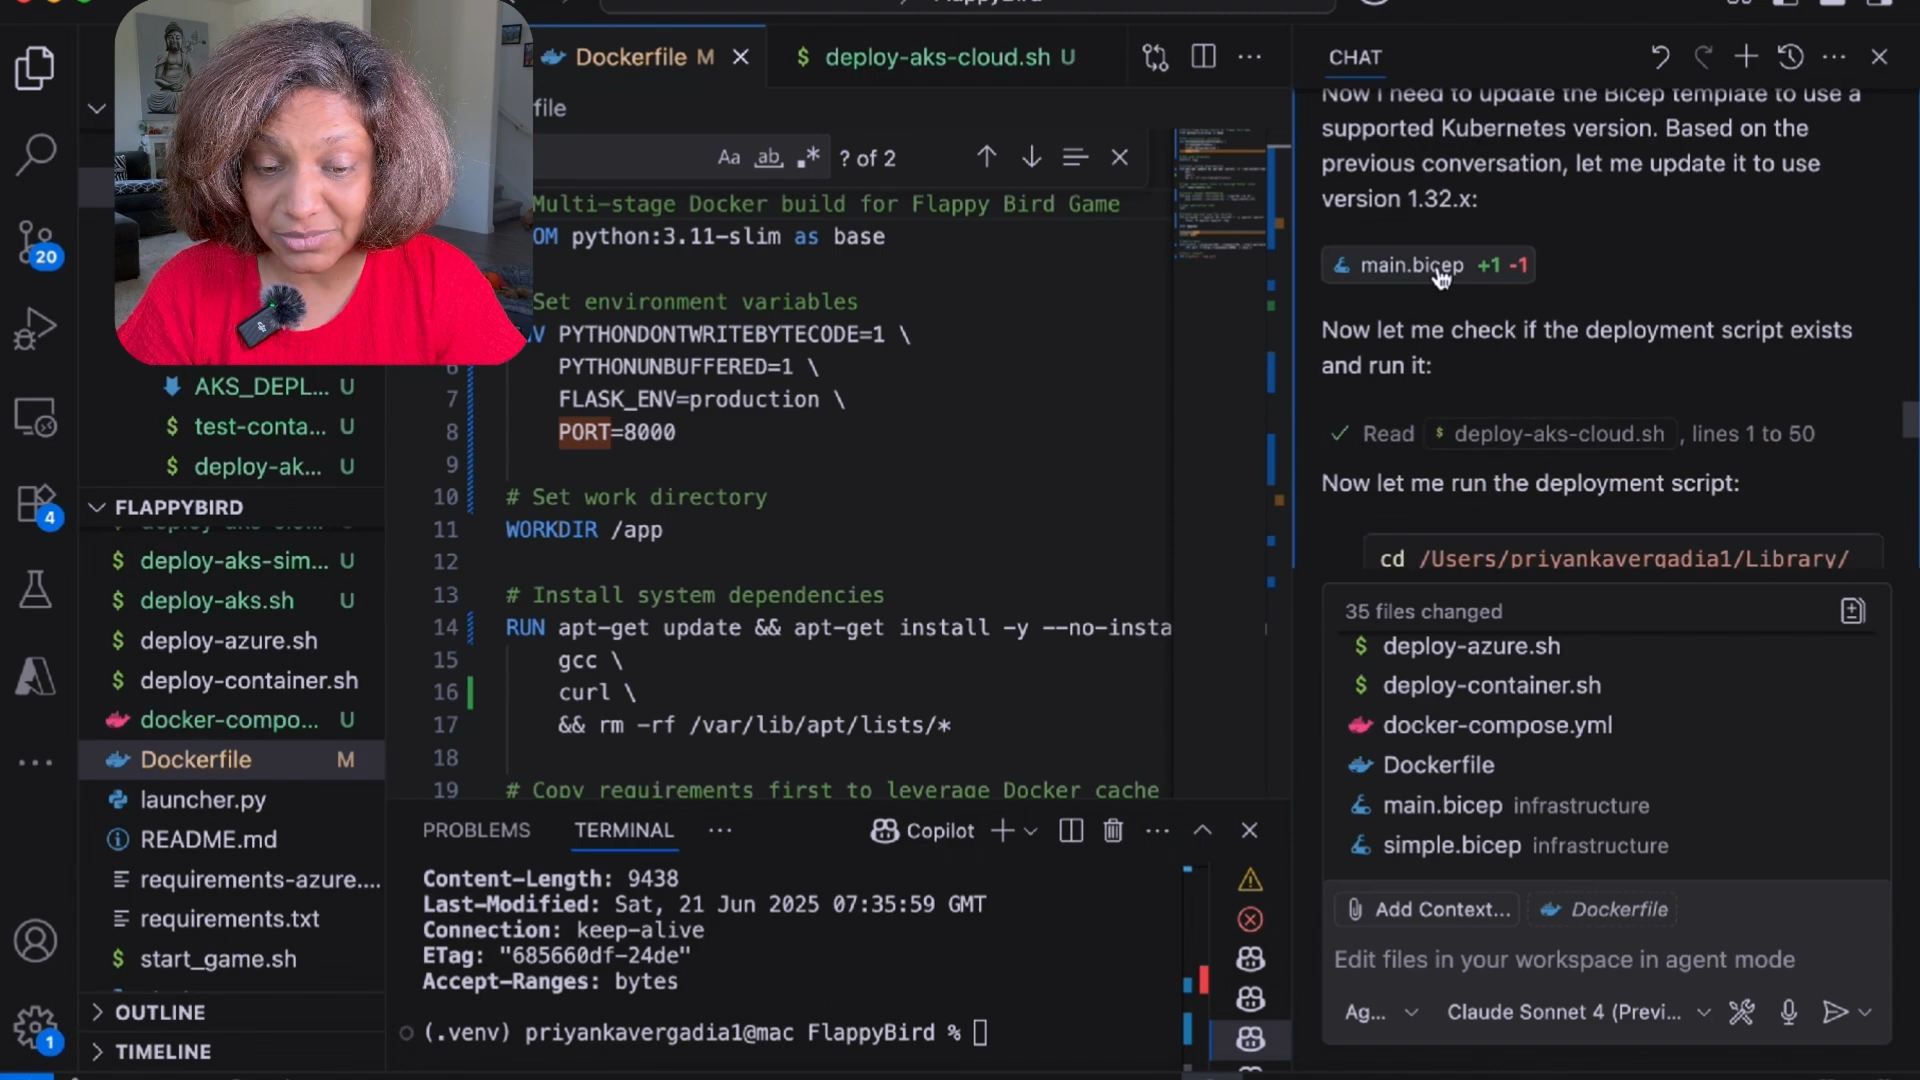 FlappyBird
Dockerfile M
$ deploy-aks-cloud.sh U
CHAT
file
Aa ab .* ? of 2
Multi-stage Docker build for Flappy Bird Game
OM python:3.11-slim as base
Set environment variables
V PYTHONDONTWRITEBYTECODE=1 \
6 PYTHONUNBUFFERED=1 \
7 FLASK_ENV=production \
8 PORT=8000
9
10 # Set work directory
11 WORKDIR /app
12
13 # Install system dependencies
14 RUN apt-get update && apt-get install -y --no-insta
15 gcc \
16 curl \
17 && rm -rf /var/lib/apt/lists/*
18
19 # Copy requirements first to leverage Docker cache
20
4
1
AKS_DEPL... U
$ test-conta... U
$ deploy-ak... U
FLAPPYBIRD
$ deploy-aks-sim... U
$ deploy-aks.sh U
$ deploy-azure.sh
$ deploy-container.sh
docker-compo... U
Dockerfile M
launcher.py
README.md
requirements-azure....
requirements.txt
$ start_game.sh
OUTLINE
TIMELINE
PROBLEMS TERMINAL ... Copilot
Content-Length: 9438
Last-Modified: Sat, 21 Jun 2025 07:35:59 GMT
Connection: keep-alive
ETag: "685660df-24de"
Accept-Ranges: bytes
(.venv) priyankavergadia1@mac FlappyBird %
Now I need to update the Bicep template to use a
supported Kubernetes version. Based on the
previous conversation, let me update it to use
version 1.32.x:
main.bicep +1 -1
Now let me check if the deployment script exists
and run it:
Read $ deploy-aks-cloud.sh , lines 1 to 50
Now let me run the deployment script:
cd /Users/priyankavergadia1/Library/
35 files changed
$ deploy-azure.sh
$ deploy-container.sh
docker-compose.yml
Dockerfile
main.bicep infrastructure
simple.bicep infrastructure
Add Context... Dockerfile
Edit files in your workspace in agent mode
Ag... Claude Sonnet 4 (Previ...